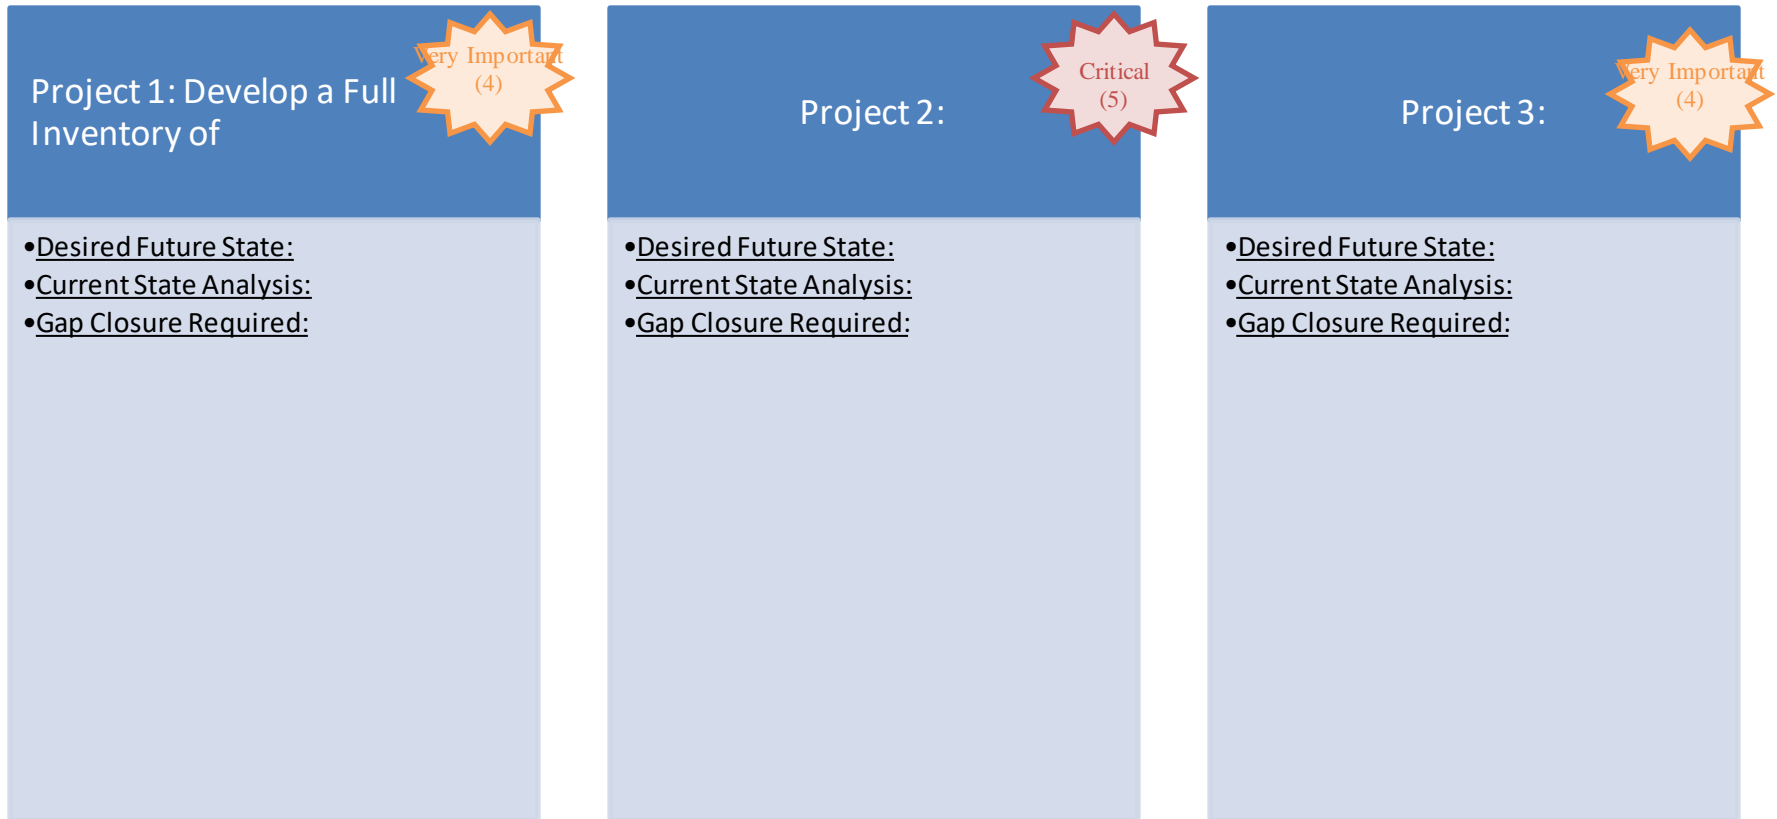 Project 1: Develop a Full
Inventory of
Very Important
(4)
•Desired Future State:
•Current State Analysis:
•Gap Closure Required:
Project 2:
Critical
(5)
•Desired Future State:
•Current State Analysis:
•Gap Closure Required:
Project 3:
Very Important
(4)
•Desired Future State:
•Current State Analysis:
•Gap Closure Required: